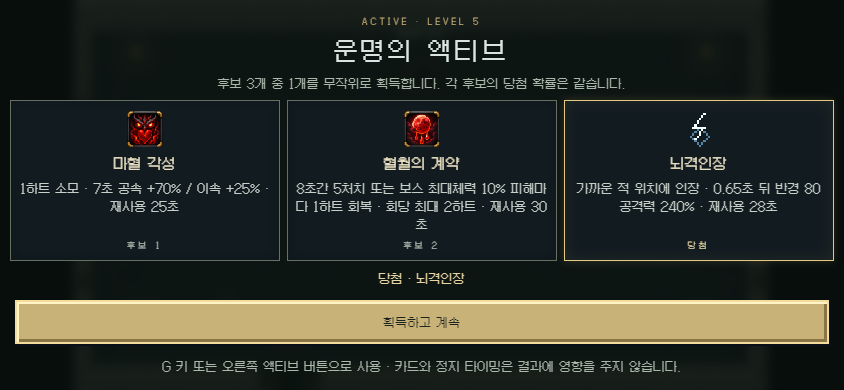 ACTIVE · LEVEL 5
운명의 액티브
후보 3개 중 1개를 무작위로 획득합니다. 각 후보의 당첨 확률은 같습니다.
마혈 각성
1하트 소모 · 7초 공속 +70% / 이속 +25% ·
재사용 25초
후보 1
혈월의 계약
8초간 5처치 또는 보스 최대체력 10% 피해마
다 1하트 회복 · 회당 최대 2하트 · 재사용 30
초
후보 2
뇌격인장
가까운 적 위치에 인장 · 0.65초 뒤 반경 80
공격력 240% · 재사용 28초
당첨
당첨 · 뇌격인장
획득하고 계속
G 키 또는 오른쪽 액티브 버튼으로 사용 · 카드와 정지 타이밍은 결과에 영향을 주지 않습니다.